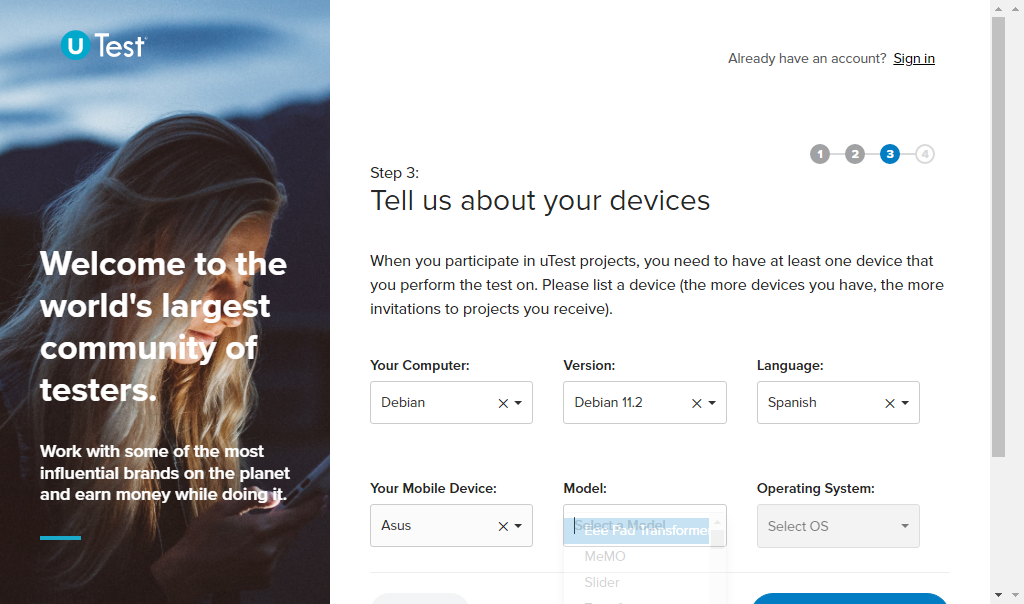 U Test
Already have an account? Sign in
1 2 3 4
Step 3:
Tell us about your devices
Welcome to the
world's largest
community of
testers.
Work with some of the most
influential brands on the planet
and earn money while doing it.
When you participate in uTest projects, you need to have at least one device that
you perform the test on. Please list a device (the more devices you have, the more
invitations to projects you receive).
Your Computer: Version: Language:
Debian Debian 11.2 Spanish
Your Mobile Device: Model: Operating System:
Asus Select a Model Select OS
Eee Pad Transformer
MeMO
Slider